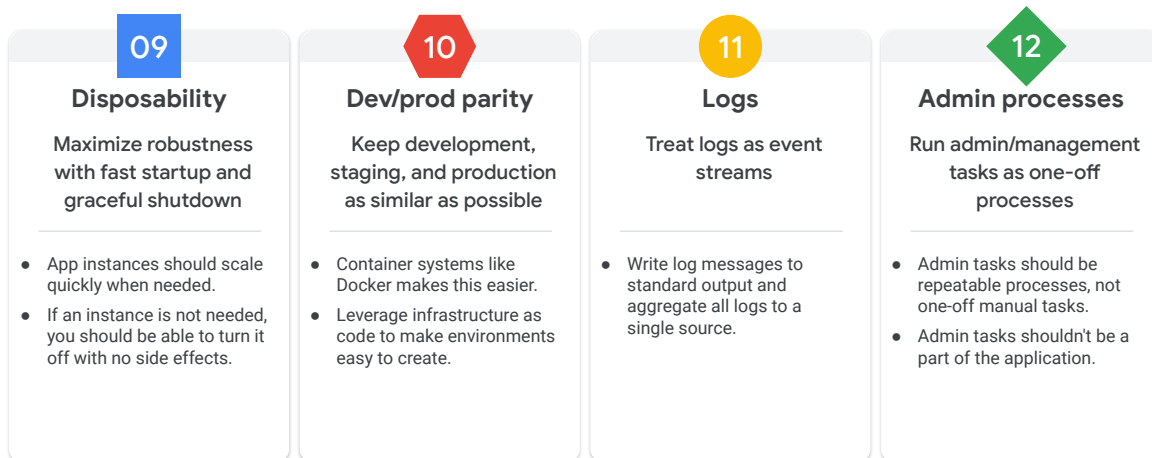 09
Disposability
Maximize robustness
with fast startup and
graceful shutdown
● App instances should scale
quickly when needed.
● If an instance is not needed,
you should be able to turn it
off with no side effects.
10
Dev/prod parity
Keep development,
staging, and production
as similar as possible
● Container systems like
Docker makes this easier.
● Leverage infrastructure as
code to make environments
easy to create.
11
Logs
Treat logs as event
streams
● Write log messages to
standard output and
aggregate all logs to a
single source.
12
Admin processes
Run admin/management
tasks as one-off
processes
● Admin tasks should be
repeatable processes, not
one-off manual tasks.
● Admin tasks shouldn't be a
part of the application.